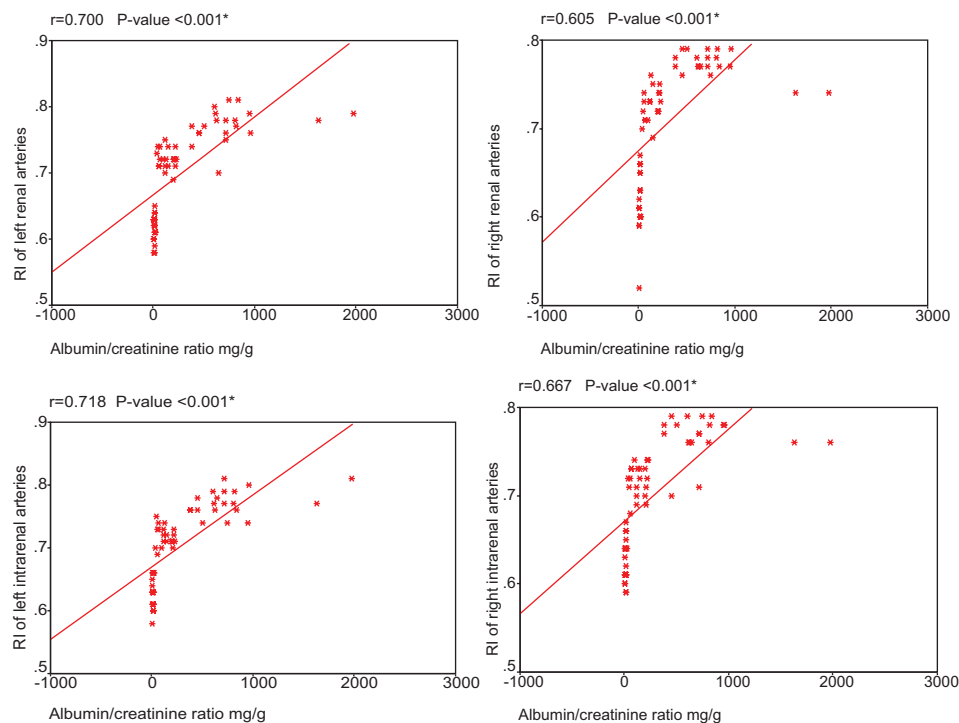 r=0.700 P-value <0.001*
.9
.8
.7
.6
.5
RI of left renal arteries
-1000 0 1000 2000 3000
Albumin/creatinine ratio mg/g
r=0.605 P-value <0.001*
.8
.7
.6
.5
RI of right renal arteries
-1000 0 1000 2000 3000
Albumin/creatinine ratio mg/g
r=0.718 P-value <0.001*
.9
.8
.7
.6
.5
RI of left intrarenal arteries
-1000 0 1000 2000 3000
Albumin/creatinine ratio mg/g
r=0.667 P-value <0.001*
.8
.7
.6
.5
RI of right intrarenal arteries
-1000 0 1000 2000 3000
Albumin/creatinine ratio mg/g